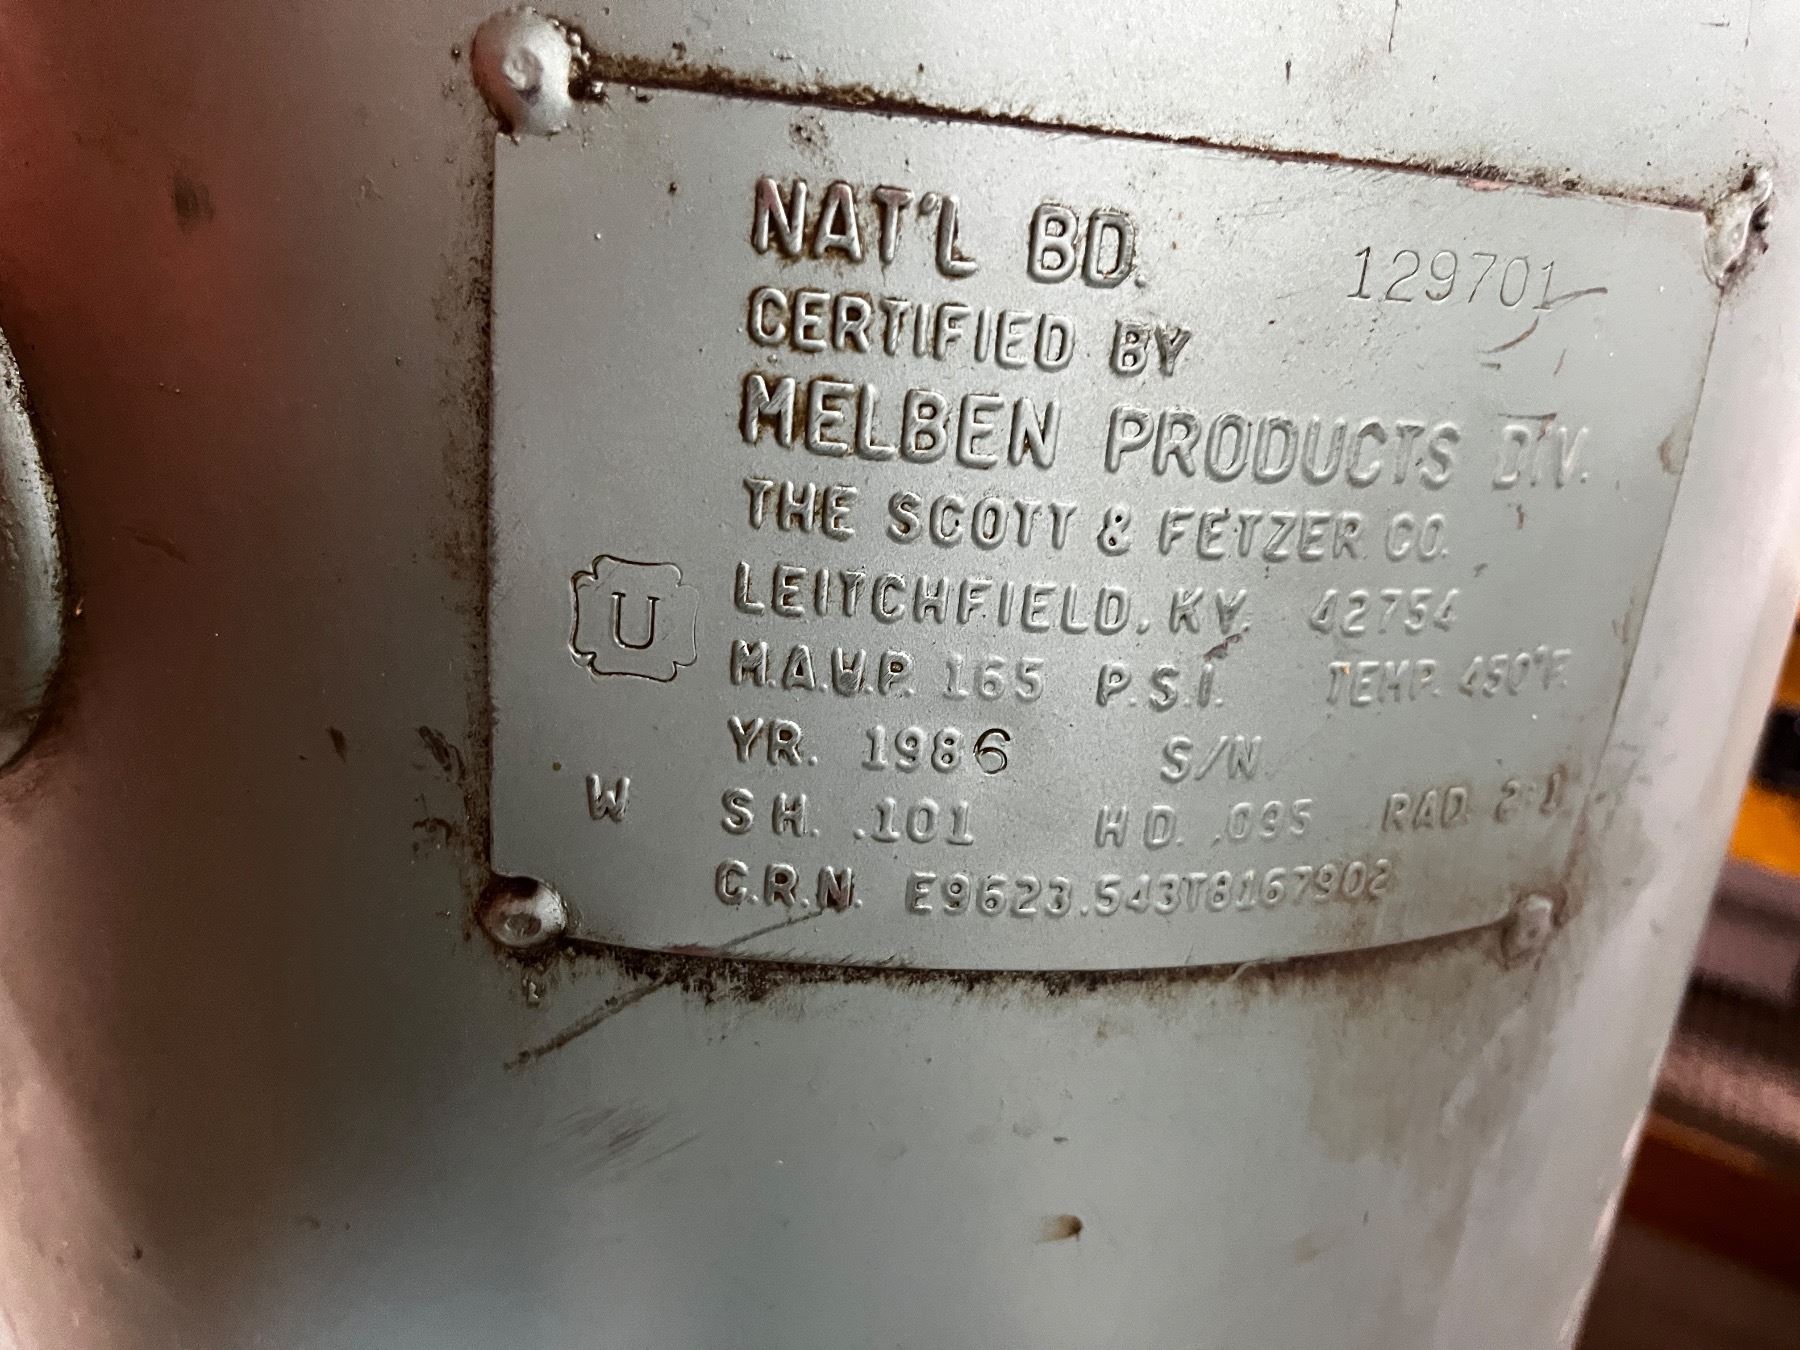 NAT'L BD. 129701
CERTIFIED BY
MELBEN PRODUCTS DIV.
THE SCOTT & FETZER CO.
LEITCHFIELD, KY. 42754
U
M.A.W.P. 165 P.S.I. TEMP. 450°F.
YR. 1986 S/N
W SH. .101 HD. .095 RAD. 2:1
C.R.N. E9623.543T8167902